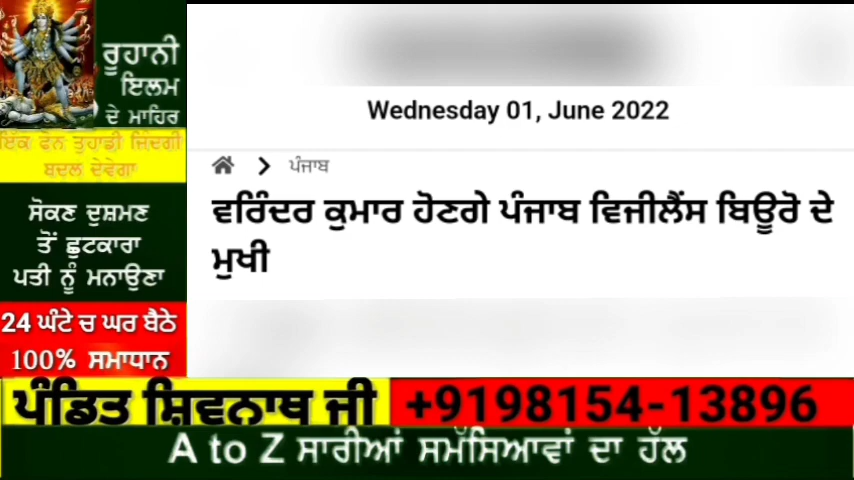 ਰੂਹਾਨੀ
ਇਲਮ
ਦੇ ਮਾਹਿਰ
ਇੱਕ ਫੋਨ ਤੁਹਾਡੀ ਜ਼ਿੰਦਗੀ
ਬਦਲ ਦੇਵੇਗਾ
ਸੋਕਣ ਦੁਸ਼ਮਣ
ਤੋਂ ਛੁਟਕਾਰਾ
ਪਤੀ ਨੂੰ ਮਨਾਉਣਾ
24 ਘੰਟੇ ਚ ਘਰ ਬੈਠੇ
100% ਸਮਾਧਾਨ
Wednesday 01, June 2022
ਪੰਜਾਬ
ਵਰਿੰਦਰ ਕੁਮਾਰ ਹੋਣਗੇ ਪੰਜਾਬ ਵਿਜੀਲੈਂਸ ਬਿਊਰੋ ਦੇ
ਮੁਖੀ
ਪੰਡਿਤ ਸ਼ਿਵਨਾਥ ਜੀ +9198154-13896
A to Z ਸਾਰੀਆਂ ਸਮੱਸਿਆਵਾਂ ਦਾ ਹੱਲ